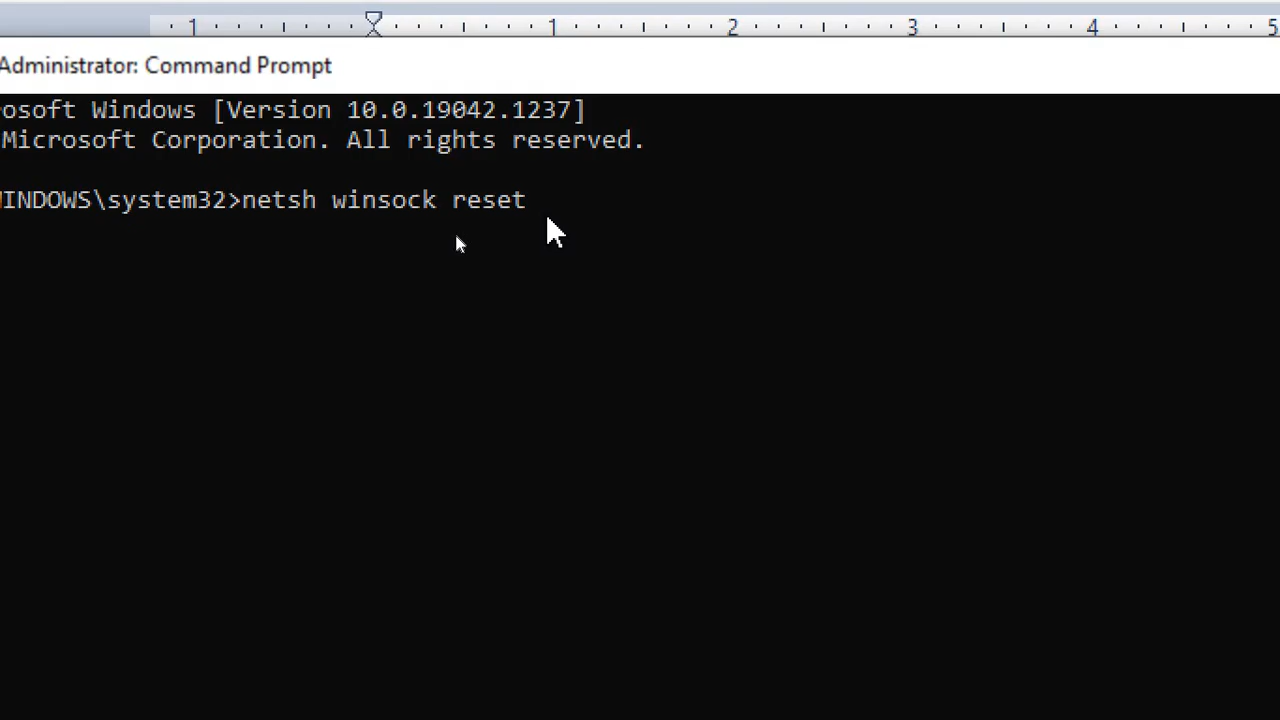 1 1 2 3 4 5
Administrator: Command Prompt
osoft Windows [Version 10.0.19042.1237]
Microsoft Corporation. All rights reserved.
WINDOWS\system32>netsh winsock reset